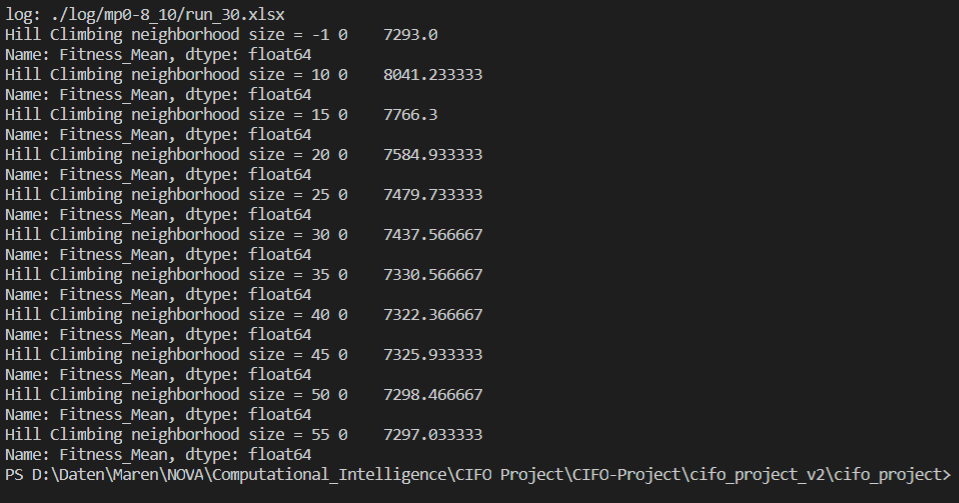 log: ./log/mp0-8_10/run_30.xlsx
Hill Climbing neighborhood size = -1 0    7293.0
Name: Fitness_Mean, dtype: float64
Hill Climbing neighborhood size = 10 0    8041.233333
Name: Fitness_Mean, dtype: float64
Hill Climbing neighborhood size = 15 0    7766.3
Name: Fitness_Mean, dtype: float64
Hill Climbing neighborhood size = 20 0    7584.933333
Name: Fitness_Mean, dtype: float64
Hill Climbing neighborhood size = 25 0    7479.733333
Name: Fitness_Mean, dtype: float64
Hill Climbing neighborhood size = 30 0    7437.566667
Name: Fitness_Mean, dtype: float64
Hill Climbing neighborhood size = 35 0    7330.566667
Name: Fitness_Mean, dtype: float64
Hill Climbing neighborhood size = 40 0    7322.366667
Name: Fitness_Mean, dtype: float64
Hill Climbing neighborhood size = 45 0    7325.933333
Name: Fitness_Mean, dtype: float64
Hill Climbing neighborhood size = 50 0    7298.466667
Name: Fitness_Mean, dtype: float64
Hill Climbing neighborhood size = 55 0    7297.033333
Name: Fitness_Mean, dtype: float64
PS D:\Daten\Maren\NOVA\Computational_Intelligence\CIFO Project\CIFO-Project\cifo_project_v2\cifo_project>